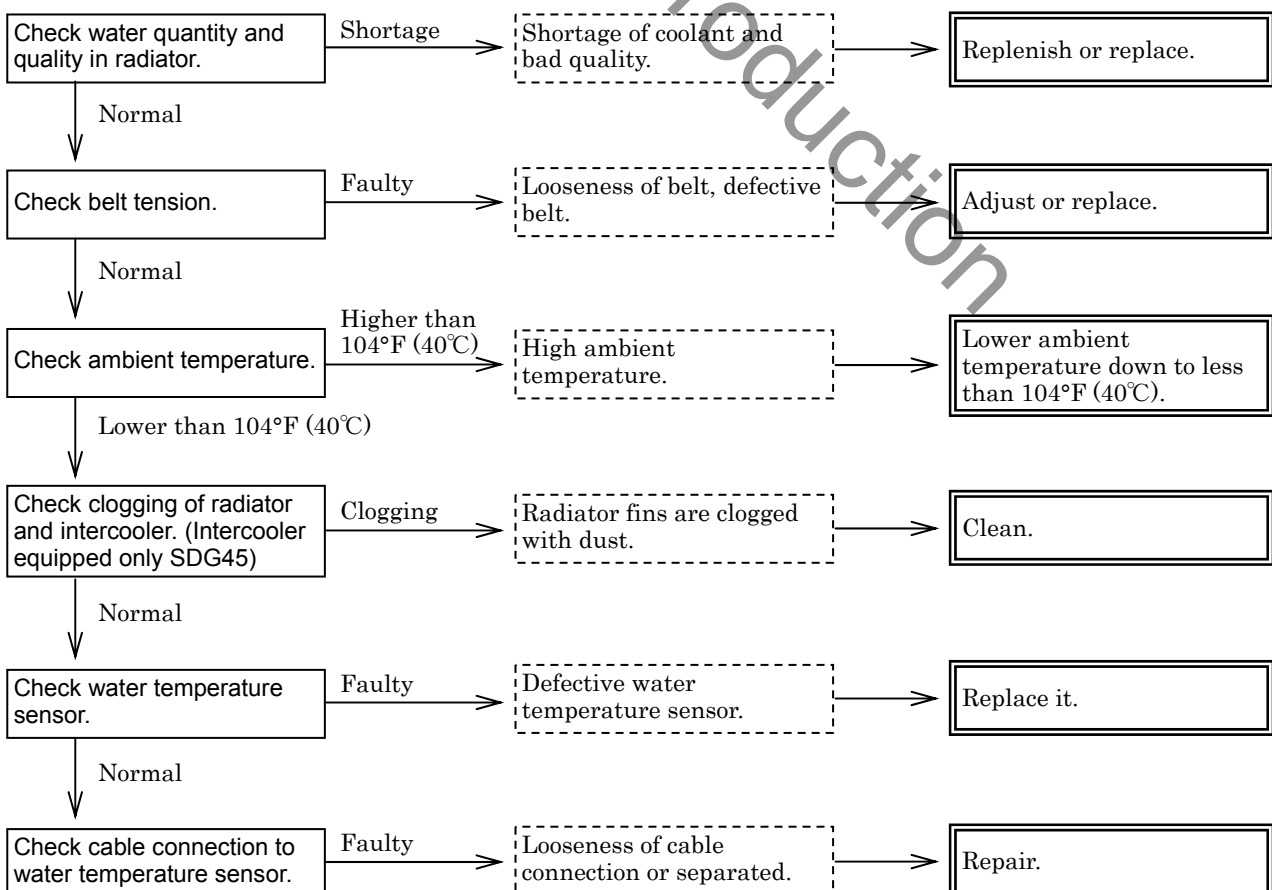 Check water quantity and
quality in radiator.
Shortage
Shortage of coolant and
bad quality.
Replenish or replace.
Normal
Check belt tension.
Faulty
Looseness of belt, defective
belt.
Adjust or replace.
Normal
Check ambient temperature.
Higher than
104°F (40℃)
High ambient
temperature.
Lower ambient
temperature down to less
than 104°F (40℃).
Lower than 104°F (40℃)
Check clogging of radiator
and intercooler. (Intercooler
equipped only SDG45)
Clogging
Radiator fins are clogged
with dust.
Clean.
Normal
Check water temperature
sensor.
Faulty
Defective water
temperature sensor.
Replace it.
Normal
Check cable connection to
water temperature sensor.
Faulty
Looseness of cable
connection or separated.
Repair.